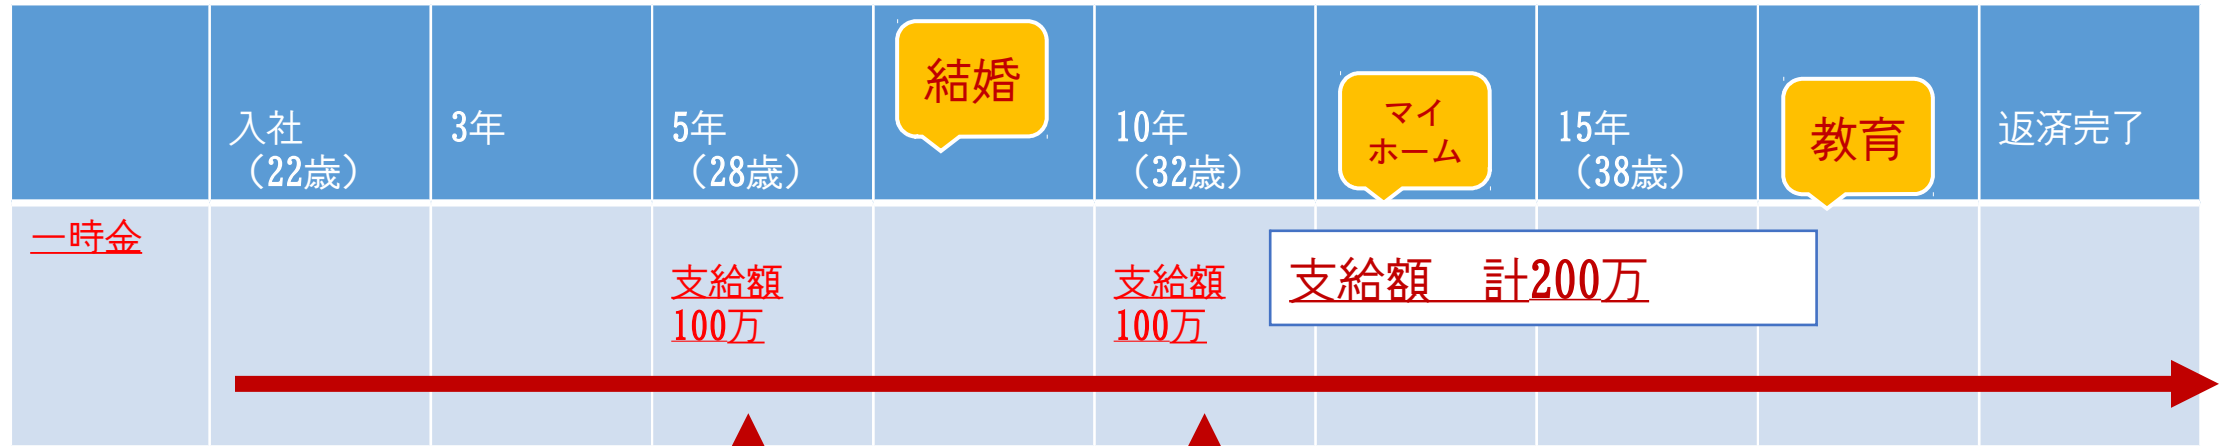 入社
（22歳）
3年
5年
（28歳）
結婚
10年
（32歳）
マイ
ホーム
15年
（38歳）
教育
返済完了
一時金
支給額
100万
支給額
100万
支給額　計200万